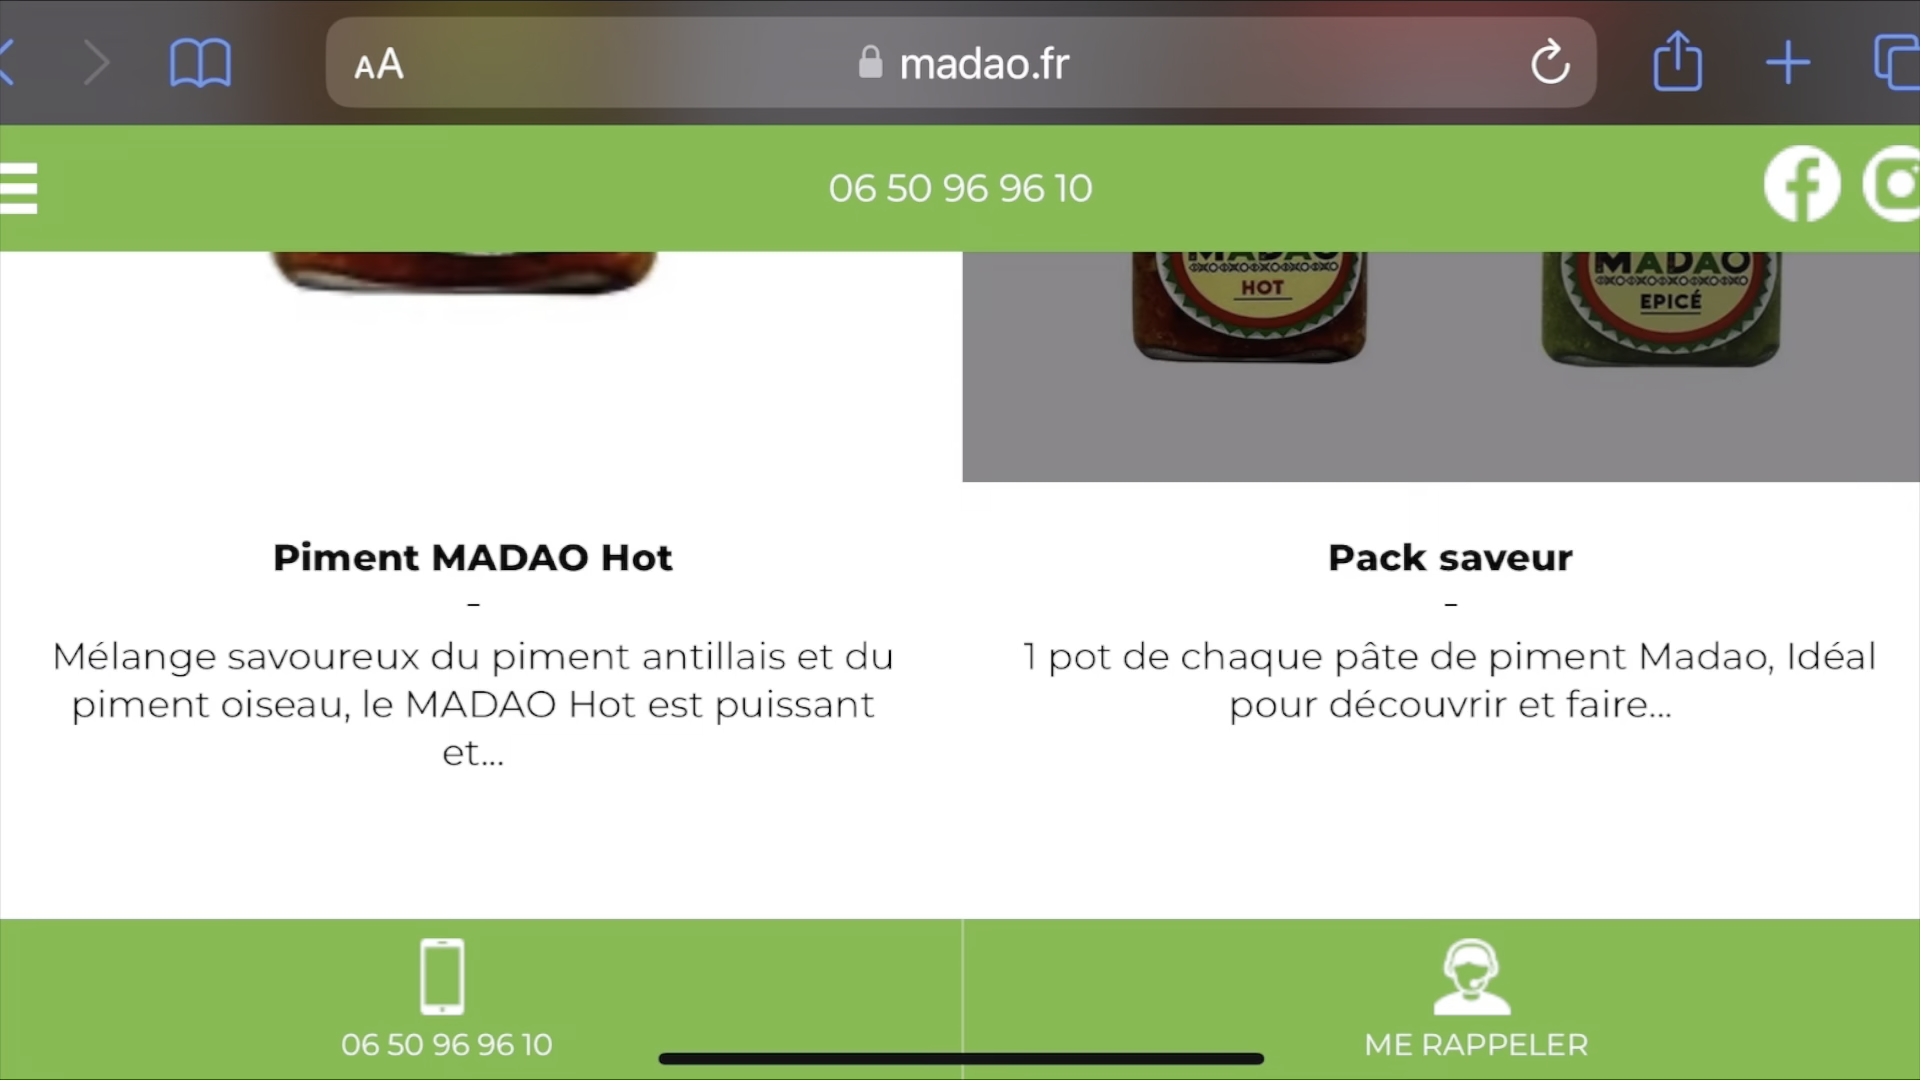 AA
madao.fr
06 50 96 96 10
MADAO
HOT
MADAO
EPICÉ
Piment MADAO Hot
-
Mélange savoureux du piment antillais et du
piment oiseau, le MADAO Hot est puissant
et...
Pack saveur
-
1 pot de chaque pâte de piment Madao, Idéal
pour découvrir et faire...
06 50 96 96 10
ME RAPPELER